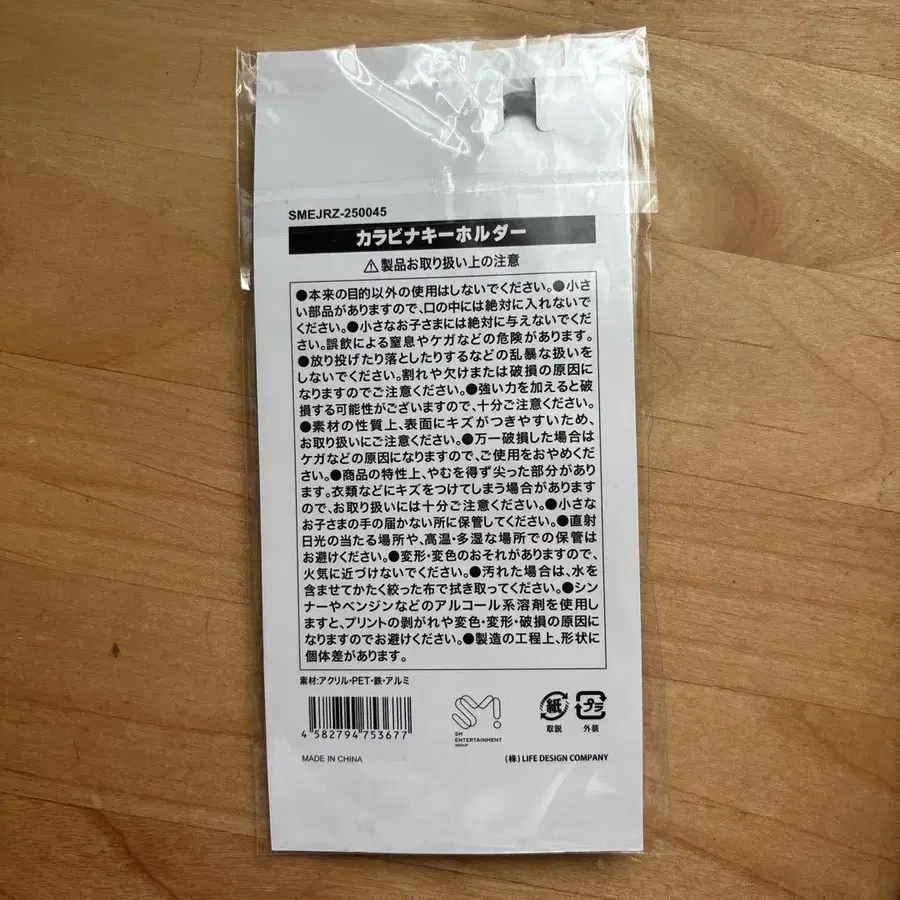 SMEJRZ-250045
カラビナキーホルダー
⚠製品お取り扱い上の注意
●本来の目的以外の使用はしないでください。●小さ
い部品がありますので、口の中には絶対に入れないで
ください。●小さなお子さまには絶対に与えないでくだ
さい。誤飲による窒息やケガなどの危険があります。
●放り投げたり落としたりするなどの乱暴な扱いを
しないでください。割れや欠けまたは破損の原因に
なりますのでご注意ください。●強い力を加えると破
損する可能性がございますので、十分ご注意ください。
●素材の性質上、表面にキズがつきやすいため、
お取り扱いにご注意ください。●万一破損した場合は
ケガなどの原因になりますので、ご使用をおやめくだ
さい。●商品の特性上、やむを得ず尖った部分があり
ます。衣類などにキズをつけてしまう場合があります
ので、お取り扱いには十分ご注意ください。●小さな
お子さまの手の届かない所に保管してください。●直射
日光の当たる場所や、高温・多湿な場所での保管は
お避けください。●変形・変色のおそれがありますので、
火気に近づけないでください。●汚れた場合は、水を
含ませてかたく絞った布で拭き取ってください。●シン
ナーやベンジンなどのアルコール系溶剤を使用しま
すと、プリントの剥がれや変色・変形・破損の原因に
なりますのでお避けください。●製造の工程上、形状に
個体差があります。
素材:アクリル・PET・鉄・アルミ
4 582794 753677
SM!
SM
ENTERTAINMENT
GROUP
紙
取説
プラ
外装
MADE IN CHINA
(株) LIFE DESIGN COMPANY